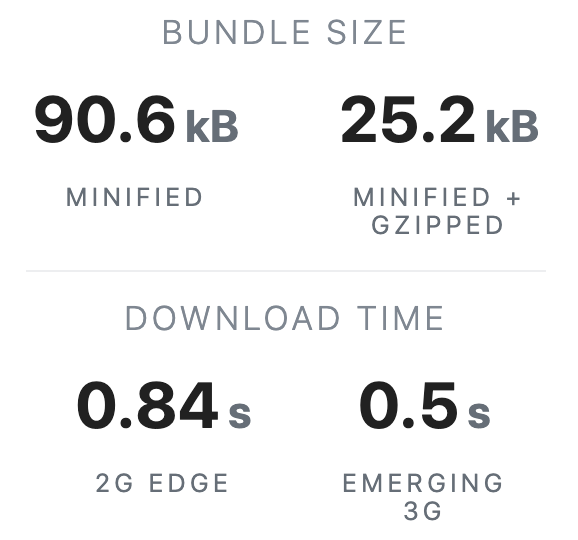 BUNDLE SIZE
90.6 kB 25.2 kB
MINIFIED MINIFIED +
GZIPPED
DOWNLOAD TIME
0.84 s 0.5 s
2G EDGE EMERGING
3G